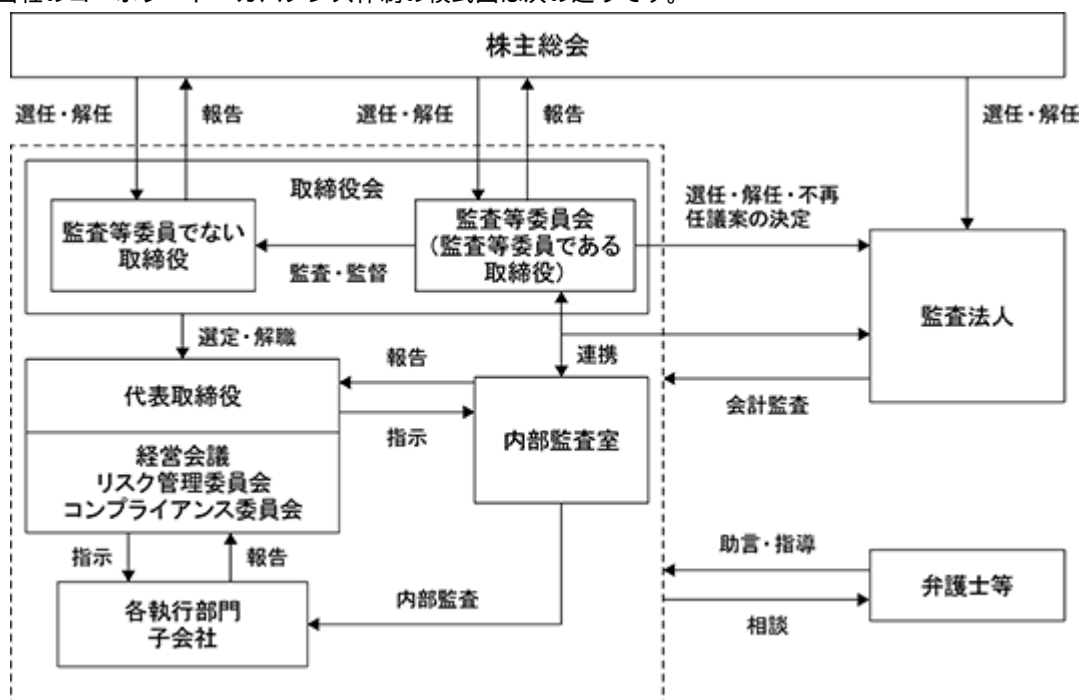 当社のコーポレート・ガバナンス体制の模式図は次の通りです。
株主総会
選任・解任
報告
選任・解任
報告
選任・解任
取締役会
監査等委員でない
取締役
監査・監督
監査等委員会
（監査等委員である
取締役）
選任・解任・不再
任議案の決定
監査法人
選定・解職
報告
連携
会計監査
代表取締役
指示
内部監査室
経営会議
リスク管理委員会
コンプライアンス委員会
指示
報告
内部監査
助言・指導
弁護士等
相談
各執行部門
子会社